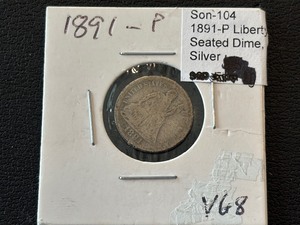 1891-P
Son-104
1891-P Liberty
Seated Dime,
Silver
VG8